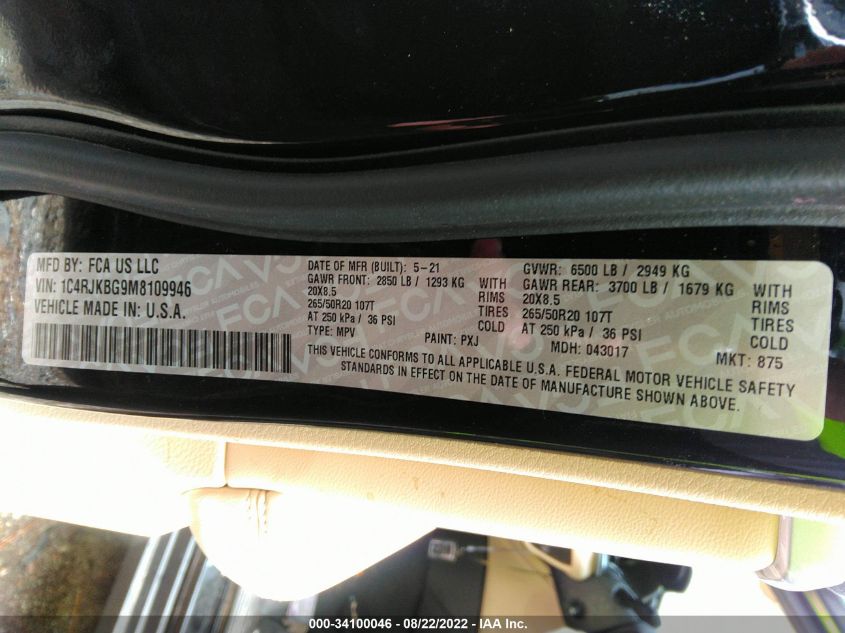 MFD BY: FCA US LLC
VIN: 1C4RJKBG9M8109946
VEHICLE MADE IN: U.S.A.
DATE OF MFR (BUILT): 5-21
GAWR FRONT: 2850 LB / 1293 KG WITH
20X8.5 RIMS
265/50R20 107T TIRES
AT 250 kPa / 36 PSI COLD
TYPE: MPV PAINT: PXJ
GVWR: 6500 LB / 2949 KG
GAWR REAR: 3700 LB / 1679 KG WITH
20X8.5 RIMS
265/50R20 107T TIRES
AT 250 kPa / 36 PSI COLD
MDH: 043017 MKT: 875
THIS VEHICLE CONFORMS TO ALL APPLICABLE U.S.A. FEDERAL MOTOR VEHICLE SAFETY
STANDARDS IN EFFECT ON THE DATE OF MANUFACTURE SHOWN ABOVE.
000-34100046 - 08/22/2022 - IAA Inc.